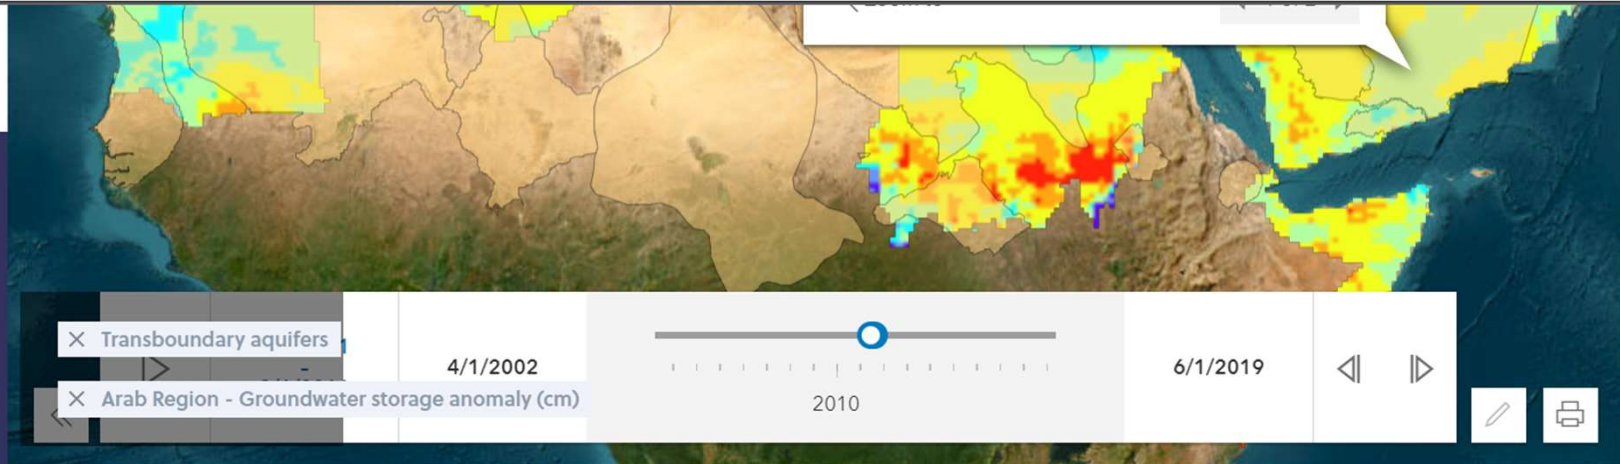 Transboundary aquifers
4/1/2002
6/1/2019
Arab Region - Groundwater storage anomaly (cm)
2010